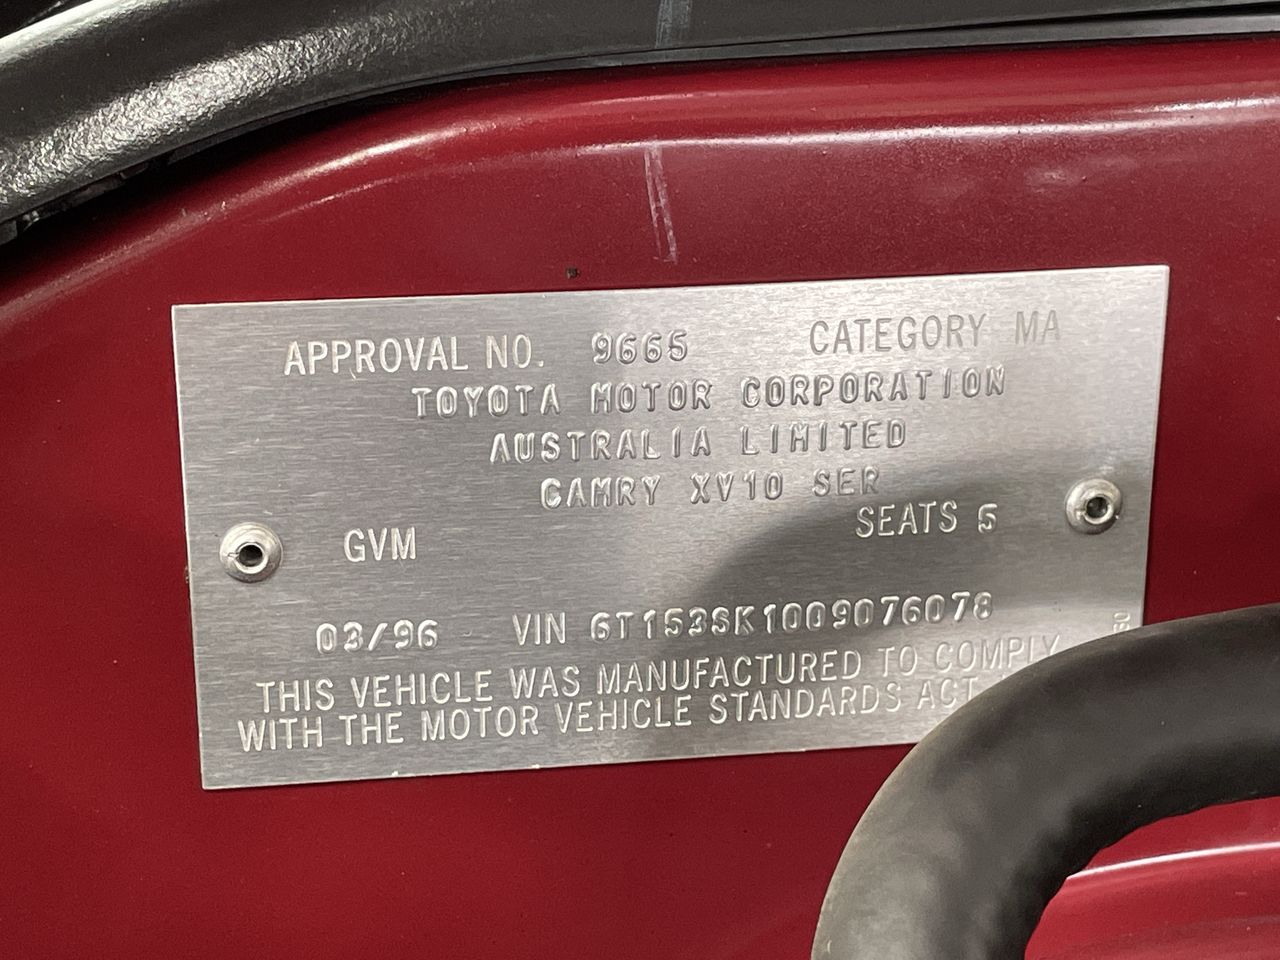 APPROVAL NO. 9665 CATEGORY MA
TOYOTA MOTOR CORPORATION
AUSTRALIA LIMITED
CAMRY XV10 SER
GVM SEATS 5
03/96 VIN 6T153SK1009076078
THIS VEHICLE WAS MANUFACTURED TO COMPLY
WITH THE MOTOR VEHICLE STANDARDS ACT